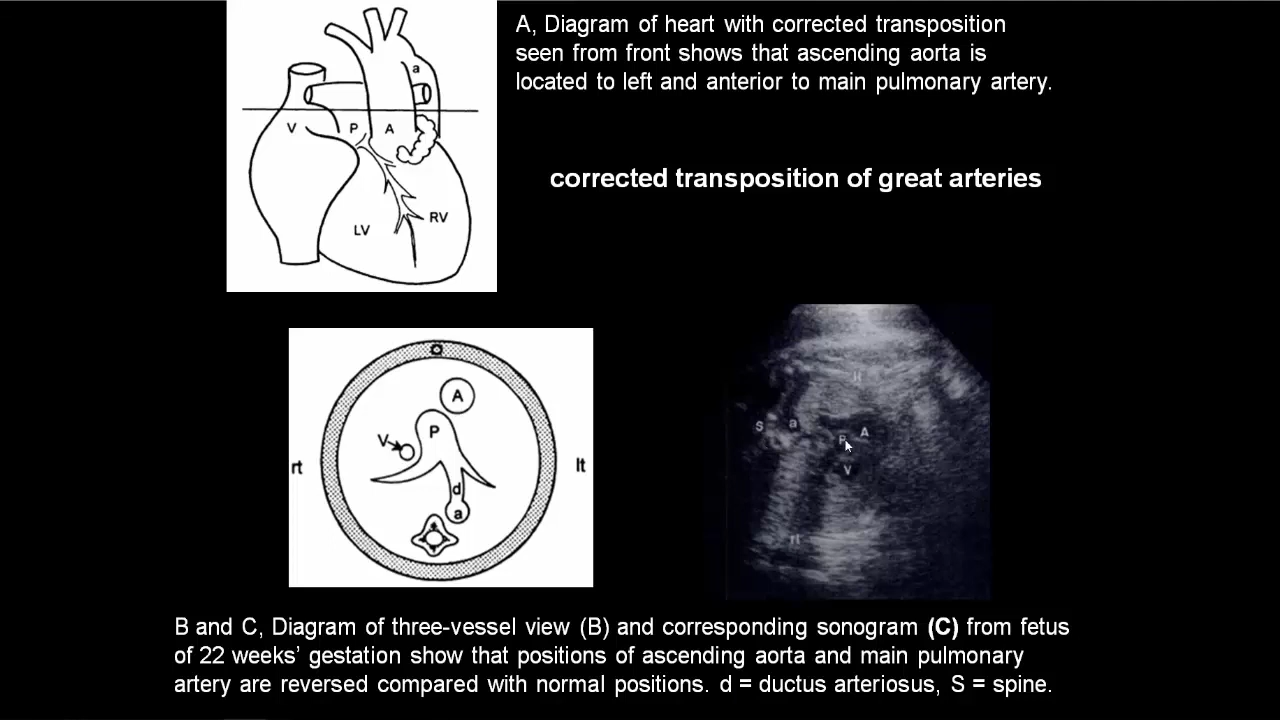 A, Diagram of heart with corrected transposition
seen from front shows that ascending aorta is
located to left and anterior to main pulmonary artery.
a
V P A
LV RV
corrected transposition of great arteries
A
P
V
rt lt
d
a
lt
S a P A
V
rt
B and C, Diagram of three-vessel view (B) and corresponding sonogram (C) from fetus
of 22 weeks’ gestation show that positions of ascending aorta and main pulmonary
artery are reversed compared with normal positions. d = ductus arteriosus, S = spine.